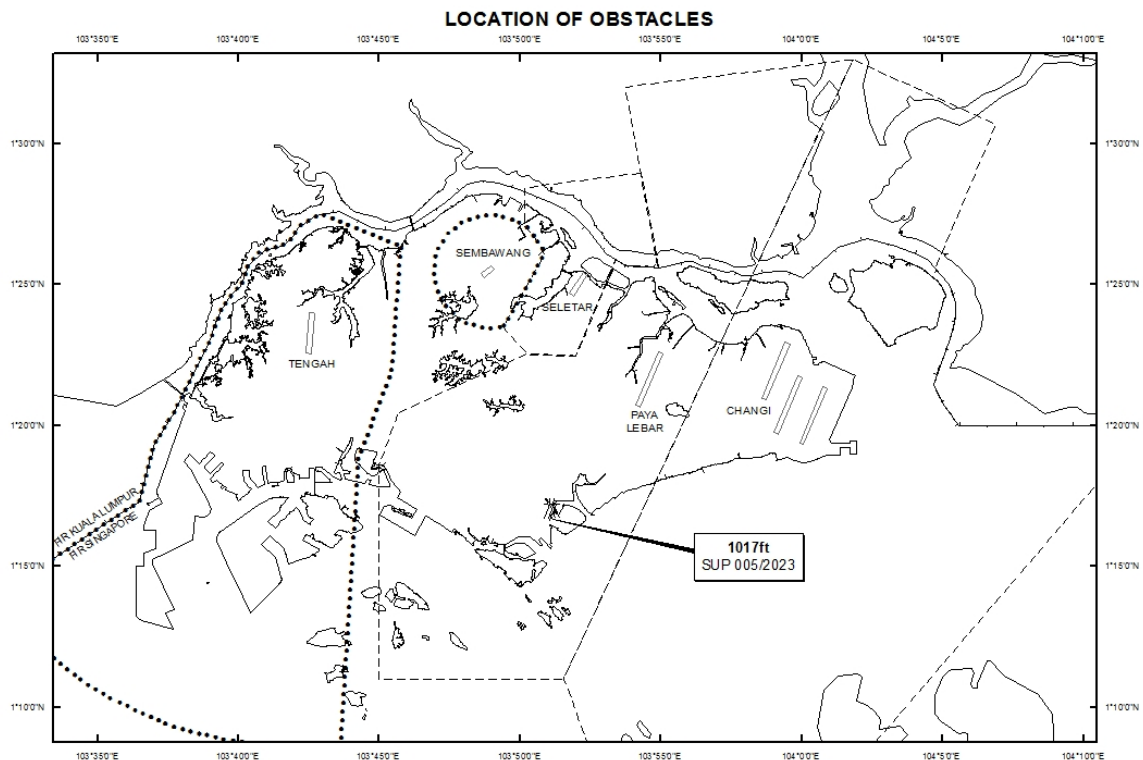 LOCATION OF OBSTACLES
103°35'0"E 103°40'0"E 103°45'0"E 103°50'0"E 103°55'0"E 104°0'0"E 104°5'0"E 104°10'0"E
1°30'0"N 1°30'0"N
SEMBAWANG
1°25'0"N 1°25'0"N
SELETAR
TENGAH
PAYA
LEBAR
CHANGI
1°20'0"N 1°20'0"N
FIR KUALA LUMPUR
FIR SINGAPORE
1017ft
SUP 005/2023
1°15'0"N 1°15'0"N
1°10'0"N 1°10'0"N
103°35'0"E 103°40'0"E 103°45'0"E 103°50'0"E 103°55'0"E 104°0'0"E 104°5'0"E 104°10'0"E